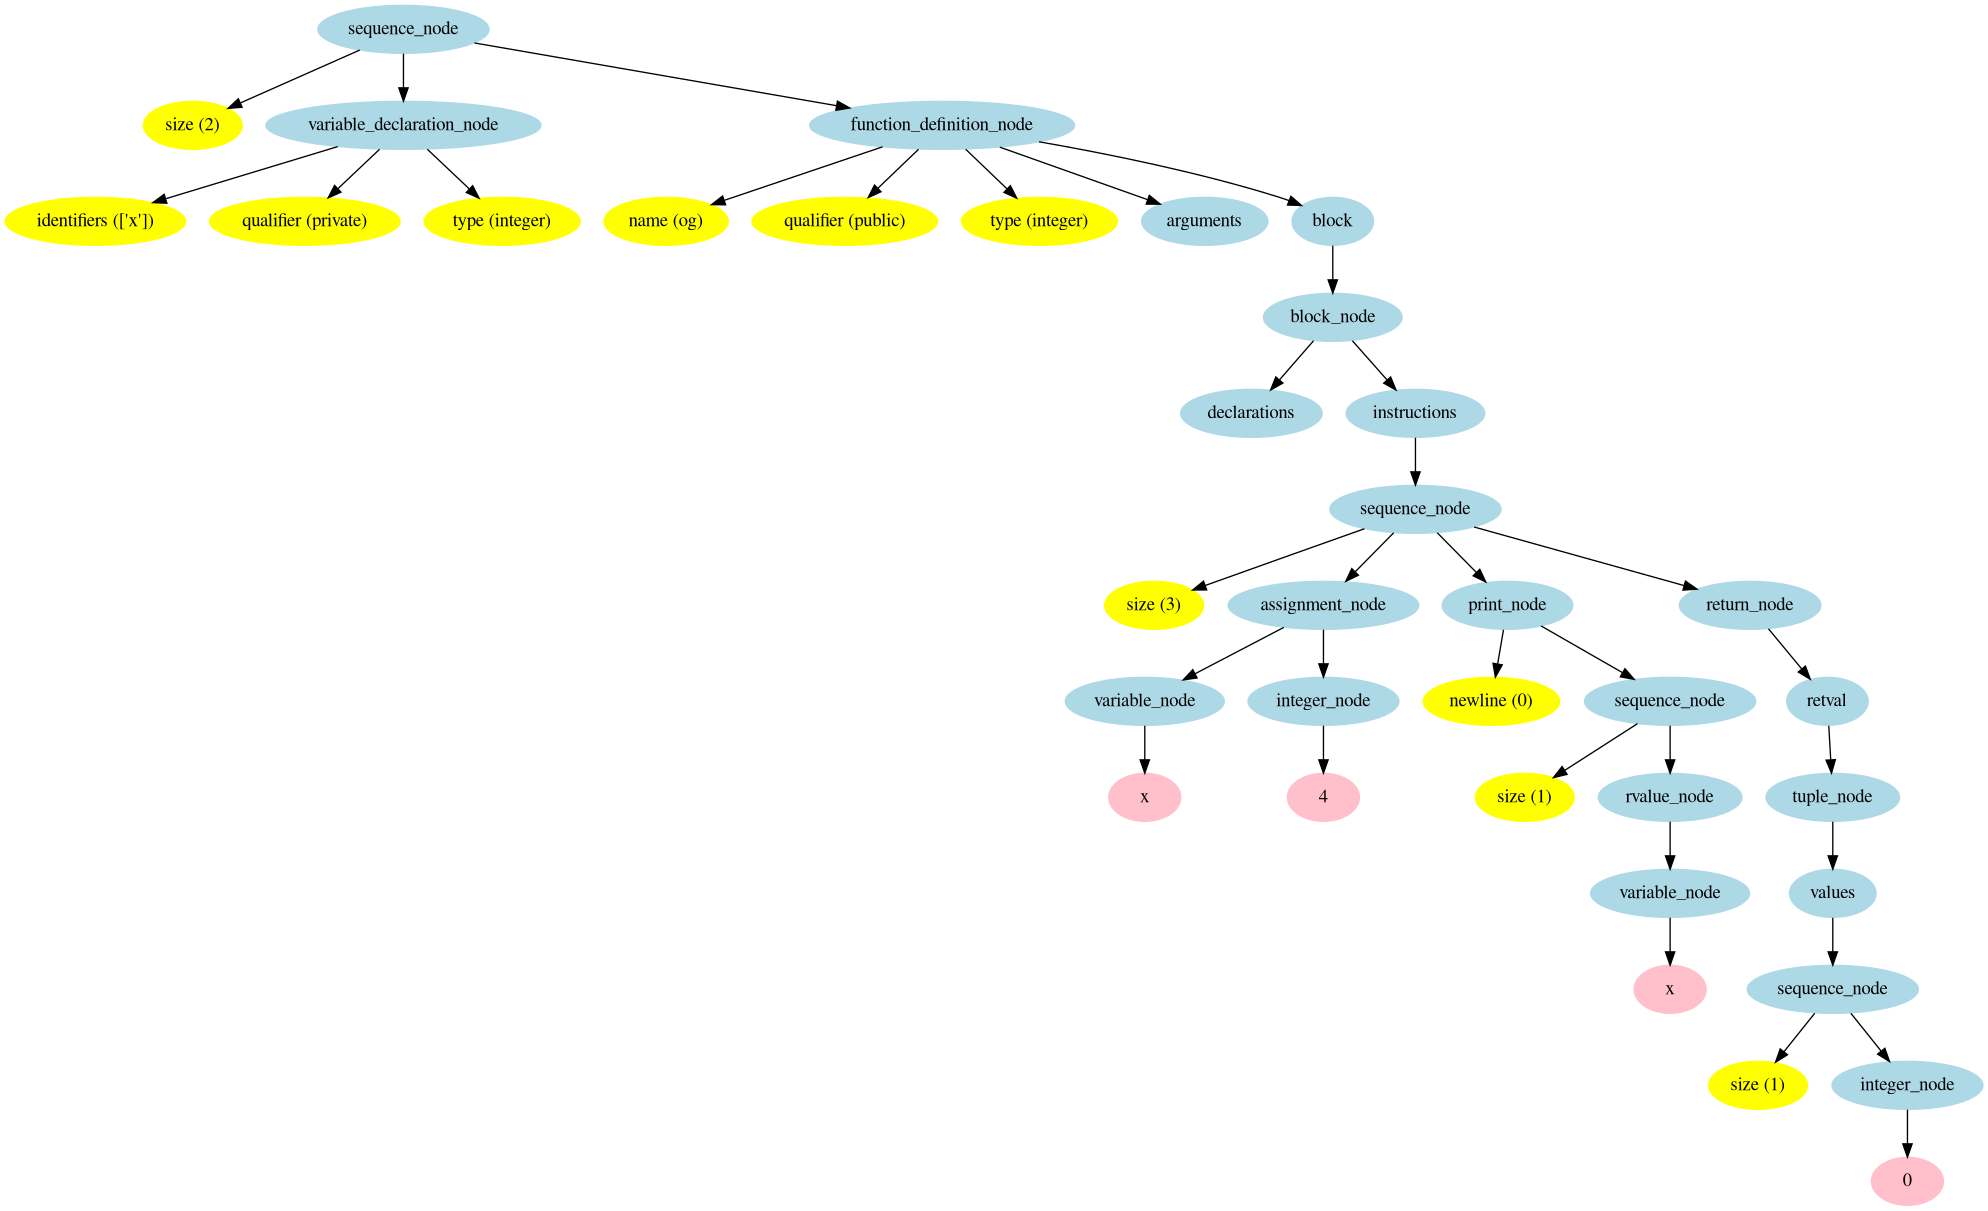 sequence_node
size (2)
variable_declaration_node
function_definition_node
identifiers (['x'])
qualifier (private)
type (integer)
name (og)
qualifier (public)
type (integer)
arguments
block
block_node
declarations
instructions
sequence_node
size (3)
assignment_node
print_node
return_node
variable_node
integer_node
newline (0)
sequence_node
retval
x
4
size (1)
rvalue_node
tuple_node
variable_node
values
x
sequence_node
size (1)
integer_node
0